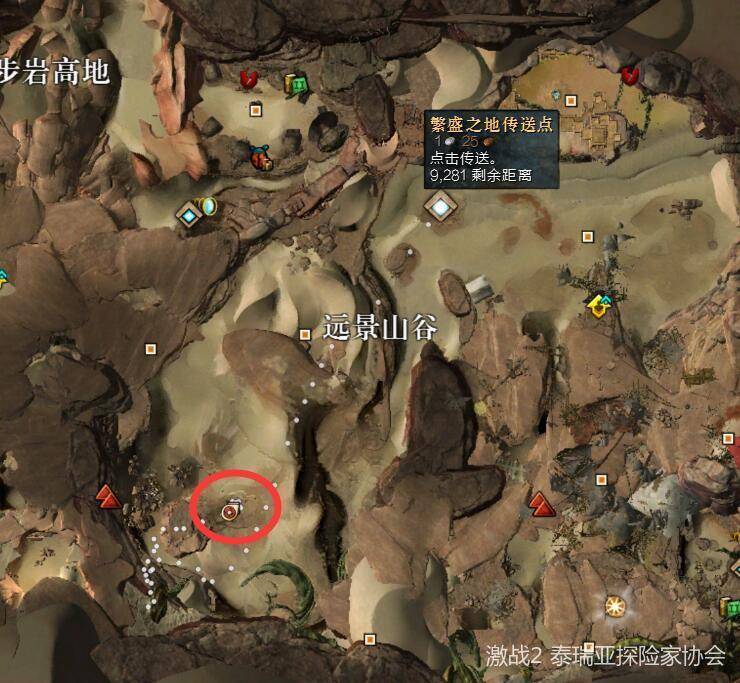 步岩高地
繁盛之地传送点
1 25
点击传送。
9,281 剩余距离
远景山谷
激战2 泰瑞亚探险家协会